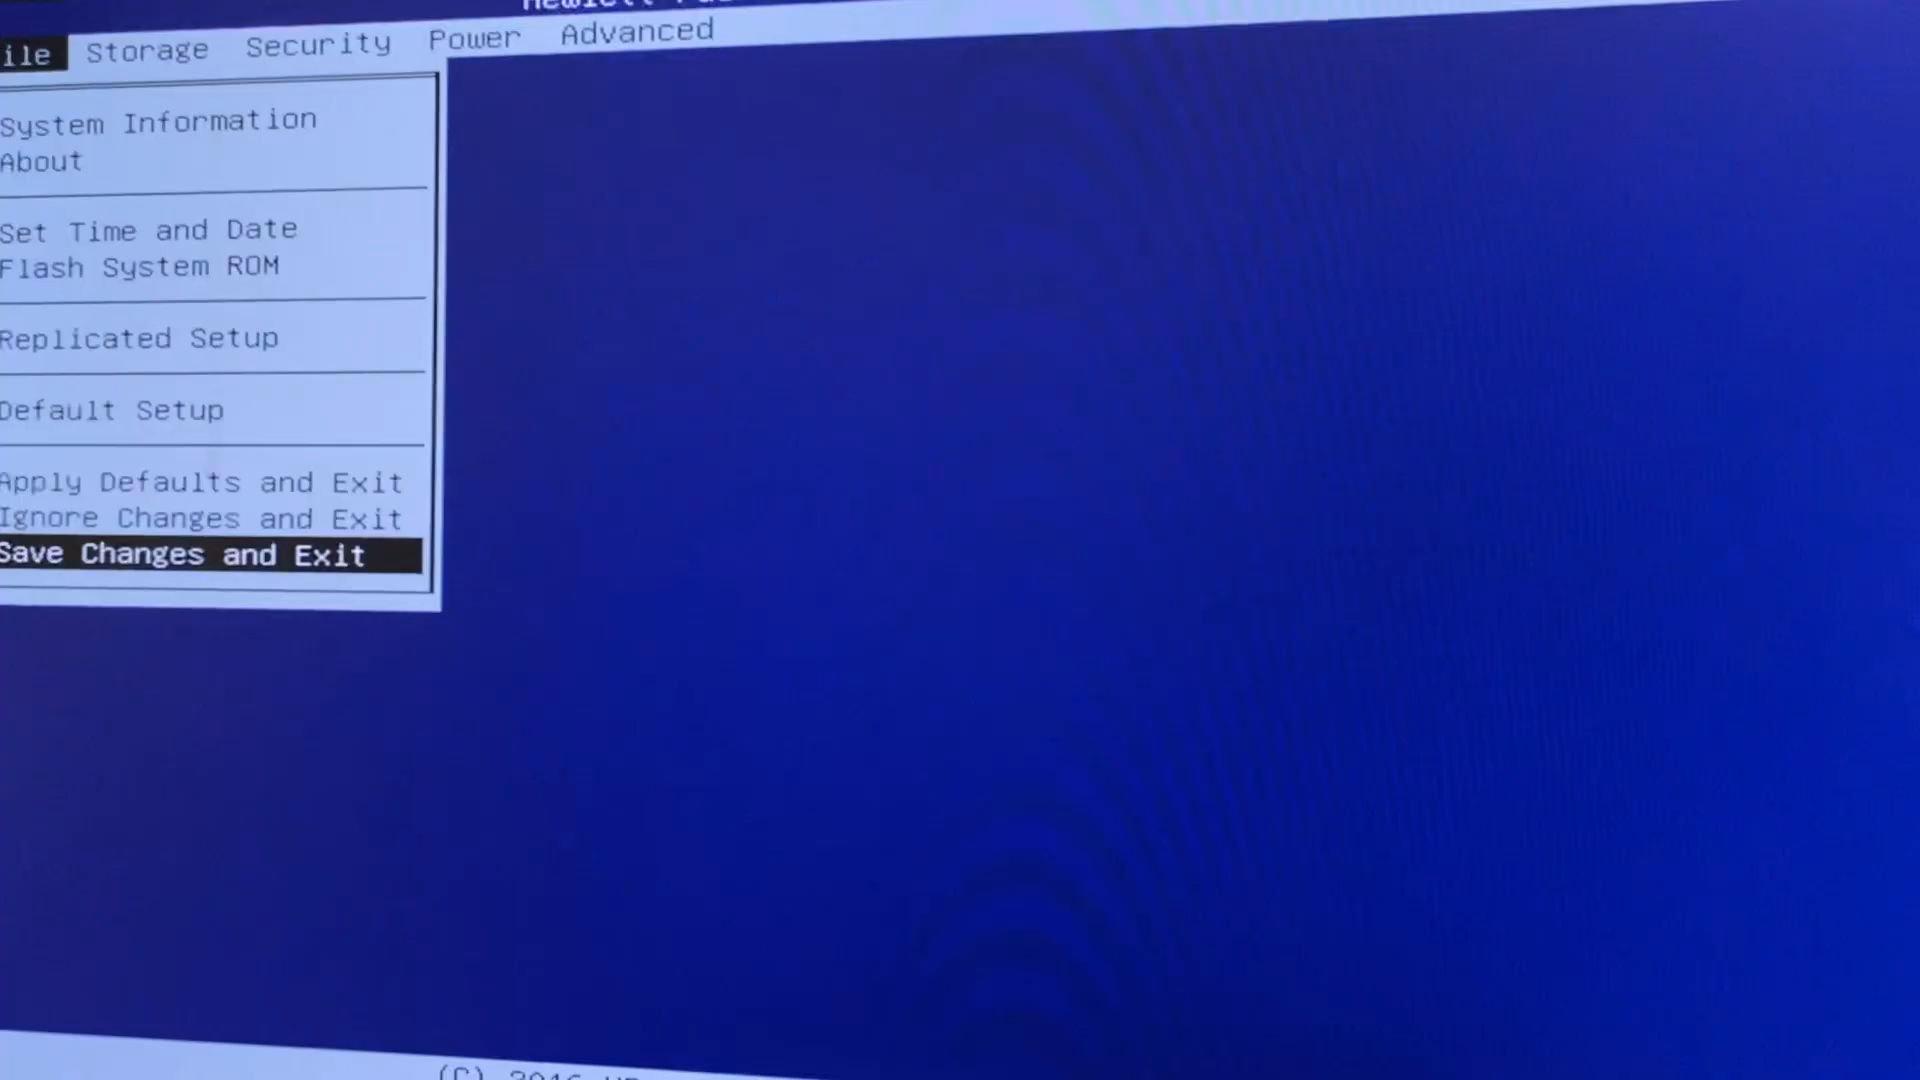 ile Storage Security Power Advanced
System Information
About
Set Time and Date
Flash System ROM
Replicated Setup
Default Setup
Apply Defaults and Exit
Ignore Changes and Exit
Save Changes and Exit